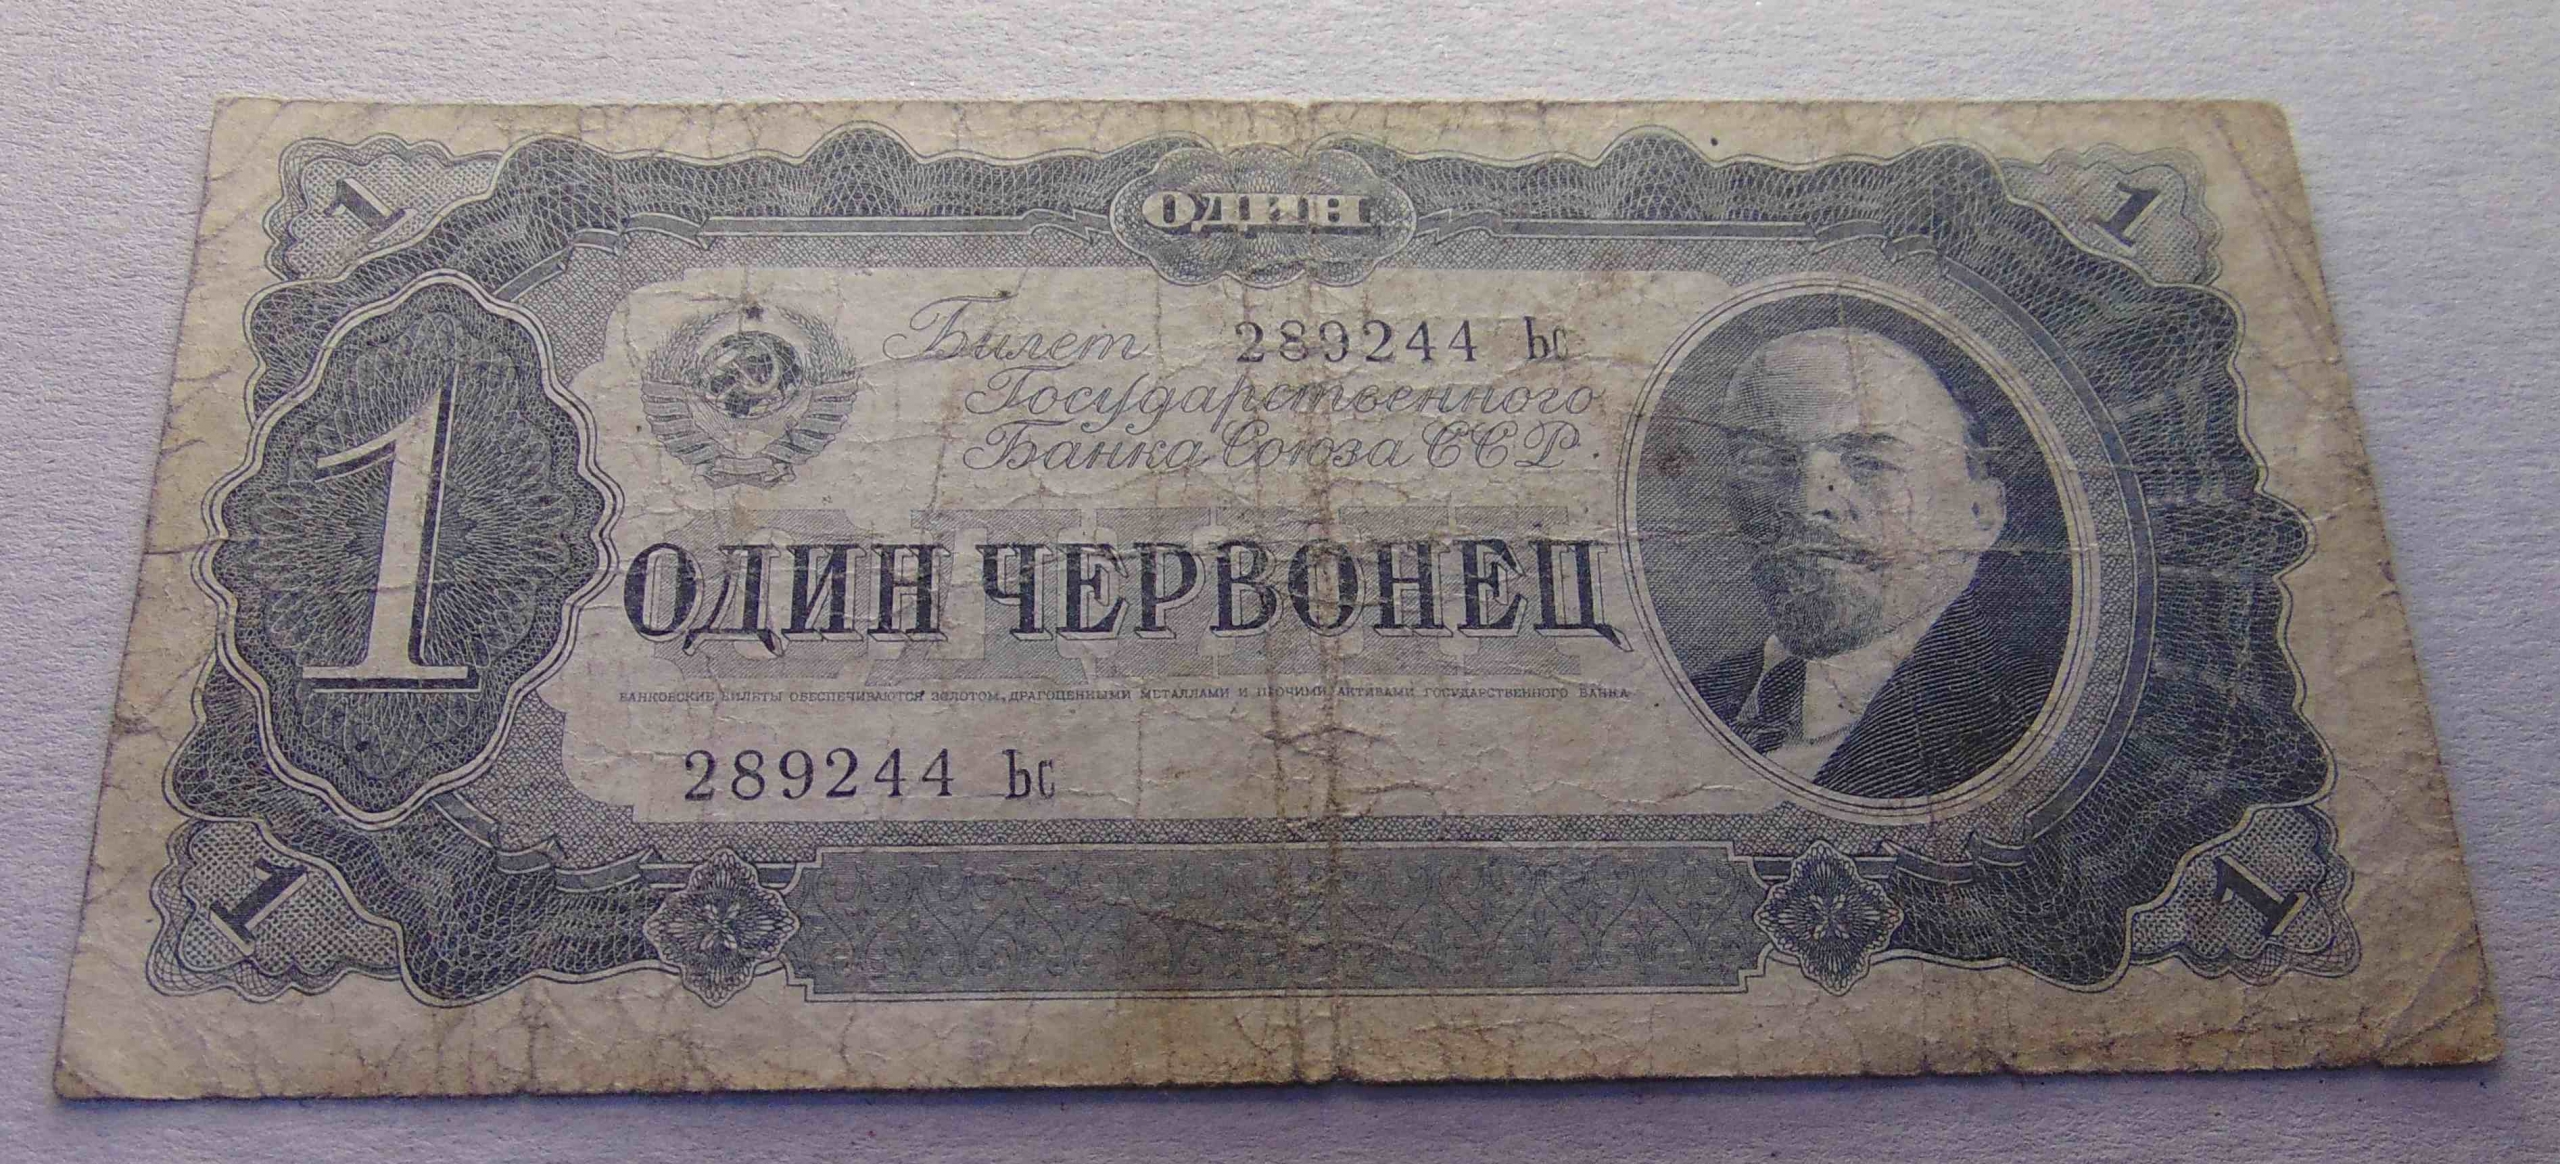 1
ОДИН
1
Билет 289244 Ьс
Государственного
Банка Союза ССР.
1
ОДИН
ОДИН ЧЕРВОНЕЦ
БАНКОВСКИЕ БИЛЕТЫ ОБЕСПЕЧИВАЮТСЯ ЗОЛОТОМ, ДРАГОЦЕННЫМИ МЕТАЛЛАМИ И ПРОЧИМИ АКТИВАМИ ГОСУДАРСТВЕННОГО БАНКА
289244 Ьс
1
1